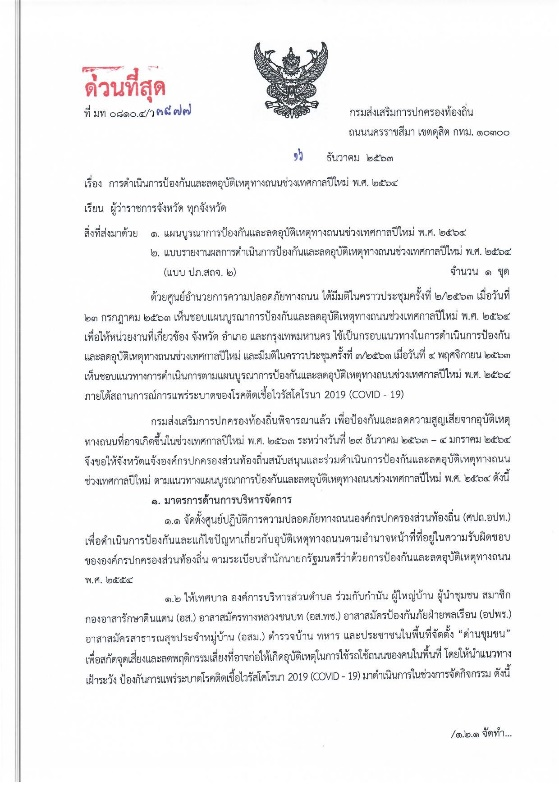 ด่วนที่สุด
ที่ มท ๐๘๑๐.๔/ว๓๘๗๗
กรมส่งเสริมการปกครองท้องถิ่น
ถนนนครราชสีมา เขตดุสิต กทม. ๑๐๓๐๐
ธันวาคม ๒๕๖๓
เรื่อง การดำเนินการป้องกันและลดอุบัติเหตุทางถนนช่วงเทศกาลปีใหม่ พ.ศ. ๒๕๖๔
เรียน ผู้ว่าราชการจังหวัด ทุกจังหวัด
สิ่งที่ส่งมาด้วย ๑. แผนบูรณาการป้องกันและลดอุบัติเหตุทางถนนช่วงเทศกาลปีใหม่ พ.ศ. ๒๕๖๔
๒. แบบรายงานผลการดำเนินการป้องกันและลดอุบัติเหตุทางถนนช่วงเทศกาลปีใหม่ พ.ศ. ๒๕๖๔
(แบบ ปภ.สถจ. ๒) จำนวน ๑ ชุด
ด้วยศูนย์อำนวยการความปลอดภัยทางถนน ได้มีมติในคราวประชุมครั้งที่ ๒/๒๕๖๓ เมื่อวันที่
๒๓ กรกฎาคม ๒๕๖๓ เห็นชอบแผนบูรณาการป้องกันและลดอุบัติเหตุทางถนนช่วงเทศกาลปีใหม่ พ.ศ. ๒๕๖๔
เพื่อให้หน่วยงานที่เกี่ยวข้อง จังหวัด อำเภอ และกรุงเทพมหานคร ใช้เป็นกรอบแนวทางในการดำเนินการป้องกัน
และลดอุบัติเหตุทางถนนช่วงเทศกาลปีใหม่ และมีมติในคราวประชุมครั้งที่ ๓/๒๕๖๓ เมื่อวันที่ ๔ พฤศจิกายน ๒๕๖๓
เห็นชอบแนวทางการดำเนินการตามแผนบูรณาการป้องกันและลดอุบัติเหตุทางถนนช่วงเทศกาลปีใหม่ พ.ศ. ๒๕๖๔
ภายใต้สถานการณ์การแพร่ระบาดของโรคติดเชื้อไวรัสโคโรนา 2019 (COVID - 19)
กรมส่งเสริมการปกครองท้องถิ่นพิจารณาแล้ว เพื่อป้องกันและลดความสูญเสียจากอุบัติเหตุ
ทางถนนที่อาจเกิดขึ้นในช่วงเทศกาลปีใหม่ พ.ศ. ๒๕๖๓ ระหว่างวันที่ ๒๙ ธันวาคม ๒๕๖๓ – ๔ มกราคม ๒๕๖๔
จึงขอให้จังหวัดแจ้งองค์กรปกครองส่วนท้องถิ่นสนับสนุนและร่วมดำเนินการป้องกันและลดอุบัติเหตุทางถนน
ช่วงเทศกาลปีใหม่ ตามแนวทางแผนบูรณาการป้องกันและลดอุบัติเหตุทางถนนช่วงเทศกาลปีใหม่ พ.ศ. ๒๕๖๔ ดังนี้
๑. มาตรการด้านการบริหารจัดการ
๑.๑ จัดตั้งศูนย์ปฏิบัติการความปลอดภัยทางถนนองค์กรปกครองส่วนท้องถิ่น (ศปถ.อปท.)
เพื่อดำเนินการป้องกันและแก้ไขปัญหาเกี่ยวกับอุบัติเหตุทางถนนตามอำนาจหน้าที่ที่อยู่ในความรับผิดชอบ
ขององค์กรปกครองส่วนท้องถิ่น ตามระเบียบสำนักนายกรัฐมนตรีว่าด้วยการป้องกันและลดอุบัติเหตุทางถนน
พ.ศ. ๒๕๕๔
๑.๒ ให้เทศบาล องค์การบริหารส่วนตำบล ร่วมกับกำนัน ผู้ใหญ่บ้าน ผู้นำชุมชน สมาชิก
กองอาสารักษาดินแดน (อส.) อาสาสมัครทางหลวงชนบท (อส.ทช.) อาสาสมัครป้องกันภัยฝ่ายพลเรือน (อปพร.)
อาสาสมัครสาธารณสุขประจำหมู่บ้าน (อสม.) ตำรวจบ้าน ทหาร และประชาชนในพื้นที่จัดตั้ง “ด่านชุมชน”
เพื่อสกัดจุดเสี่ยงและลดพฤติกรรมเสี่ยงที่อาจก่อให้เกิดอุบัติเหตุในการใช้รถใช้ถนนของคนในพื้นที่ โดยให้นำแนวทาง
เฝ้าระวัง ป้องกันการแพร่ระบาดโรคติดเชื้อไวรัสโคโรนา 2019 (COVID - 19) มาดำเนินการในช่วงการจัดกิจกรรม ดังนี้
/๑.๒.๑ จัดทำ...